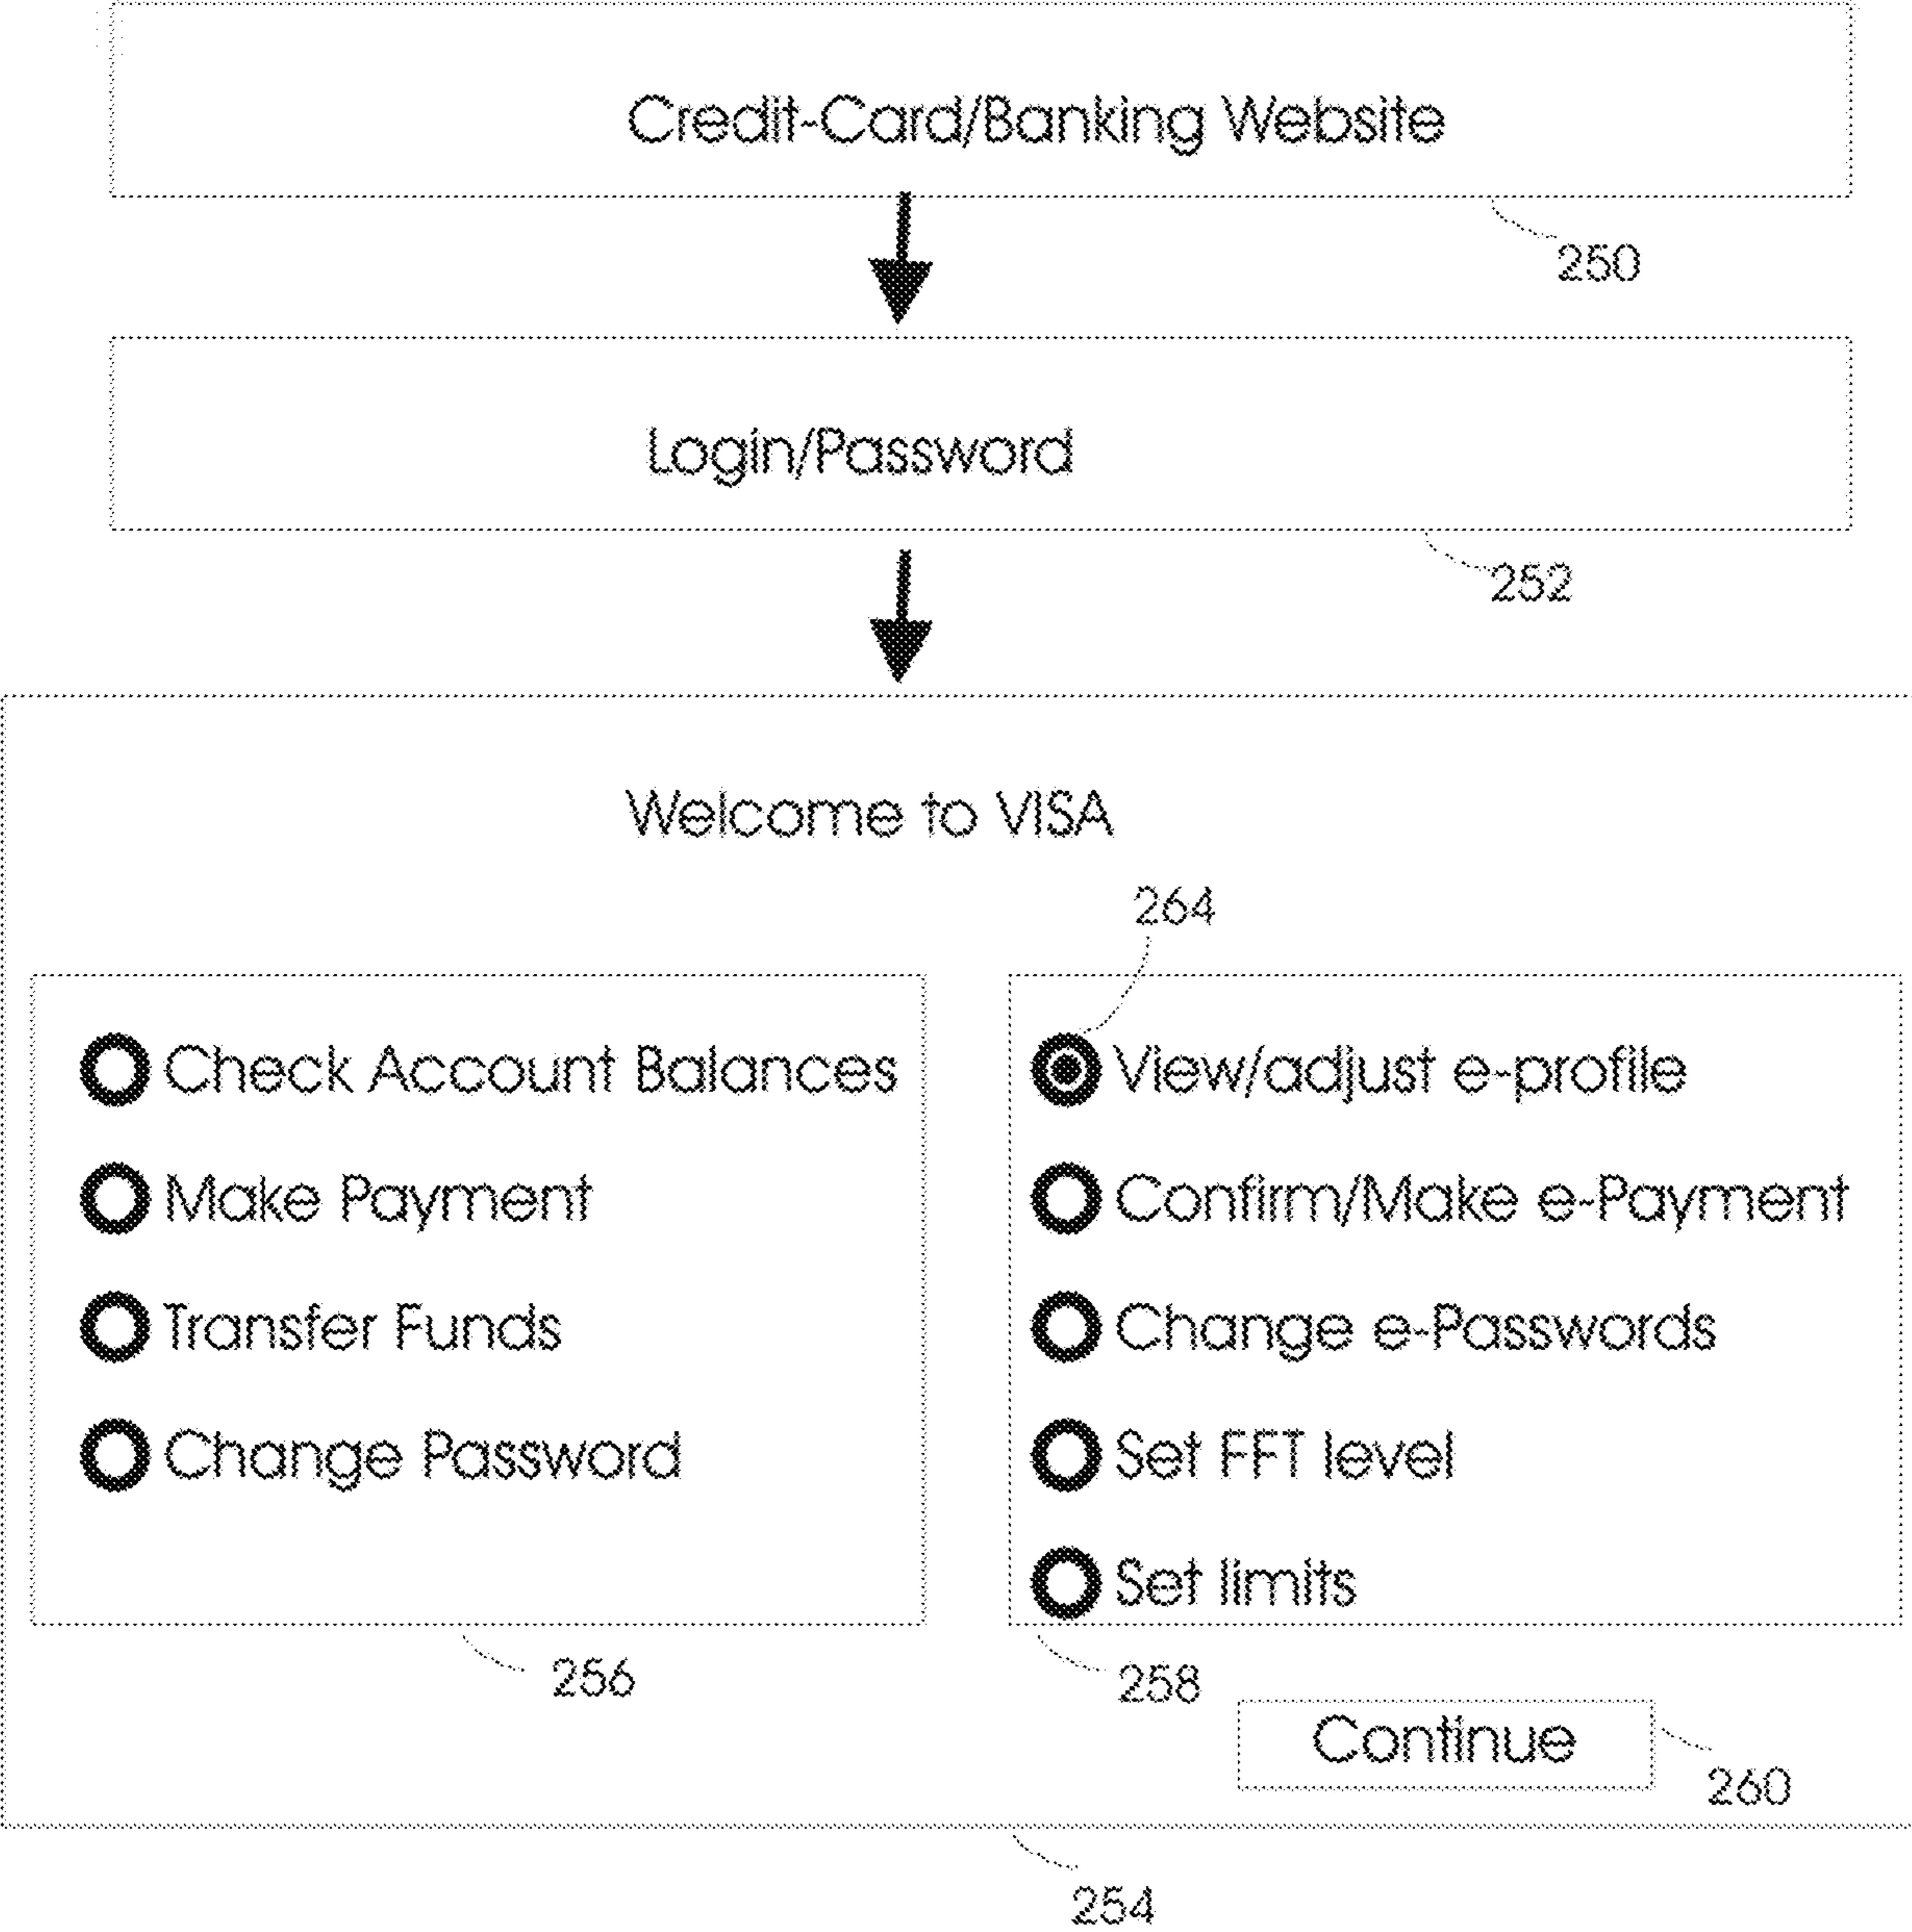 Credit-Card/Banking Website
250
Login/Password
252
Welcome to VISA
264
Check Account Balances
Make Payment
Transfer Funds
Change Password
256
View/adjust e-profile
Confirm/Make e-Payment
Change e-Passwords
Set FFT level
Set limits
258
Continue
260
254